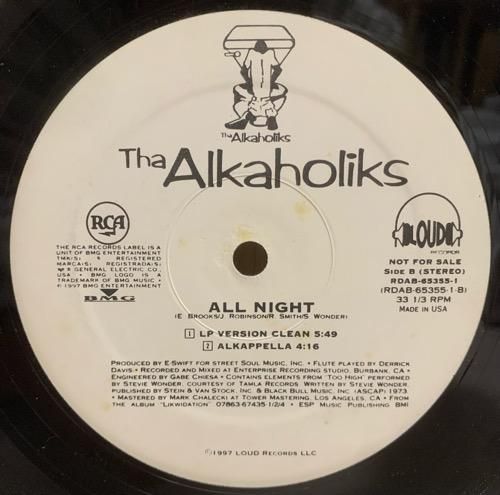 Tha Alkaholiks
Tha Alkaholiks
RCA
THE RCA RECORDS LABEL IS A
UNIT OF BMG ENTERTAINMENT
TMK(S) ® REGISTERED
MARCA(S) REGISTRADA(S)
GENERAL ELECTRIC CO.,
USA • BMG LOGO IS A
TRADEMARK OF BMG MUSIC •
℗ 1997 BMG ENTERTAINMENT
BMG
LOUD
RECORDS
NOT FOR SALE
SIDE B (STEREO)
RDAB-65355-1
(RDAB-65355-1-B)
33 1/3 RPM
MADE IN USA
ALL NIGHT
(E BROOKS/J ROBINSON/R SMITH/S WONDER)
1 LP VERSION CLEAN 5:49
2 ALKAPPELLA 4:16
PRODUCED BY E-SWIFT FOR STREET SOUL MUSIC, INC. • FLUTE PLAYED BY DERRICK
DAVIS • RECORDED AND MIXED AT ENTERPRISE RECORDING STUDIO, BURBANK, CA •
ENGINEERED BY GABE CHIESA • CONTAINS ELEMENTS FROM "TOO HIGH" PERFORMED
BY STEVIE WONDER, COURTESY OF TAMLA RECORDS. WRITTEN BY STEVIE WONDER,
PUBLISHED BY STEIN & VAN STOCK, INC. & BLACK BULL MUSIC, INC. (ASCAP) 1973.
• MASTERED BY MARK CHALECKI AT TOWER MASTERING, LOS ANGELES, CA • FROM
THE ALBUM "LIKWIDATION" 07863-67435-1/2/4 • ESP MUSIC PUBLISHING BMI
℗1997 LOUD RECORDS LLC